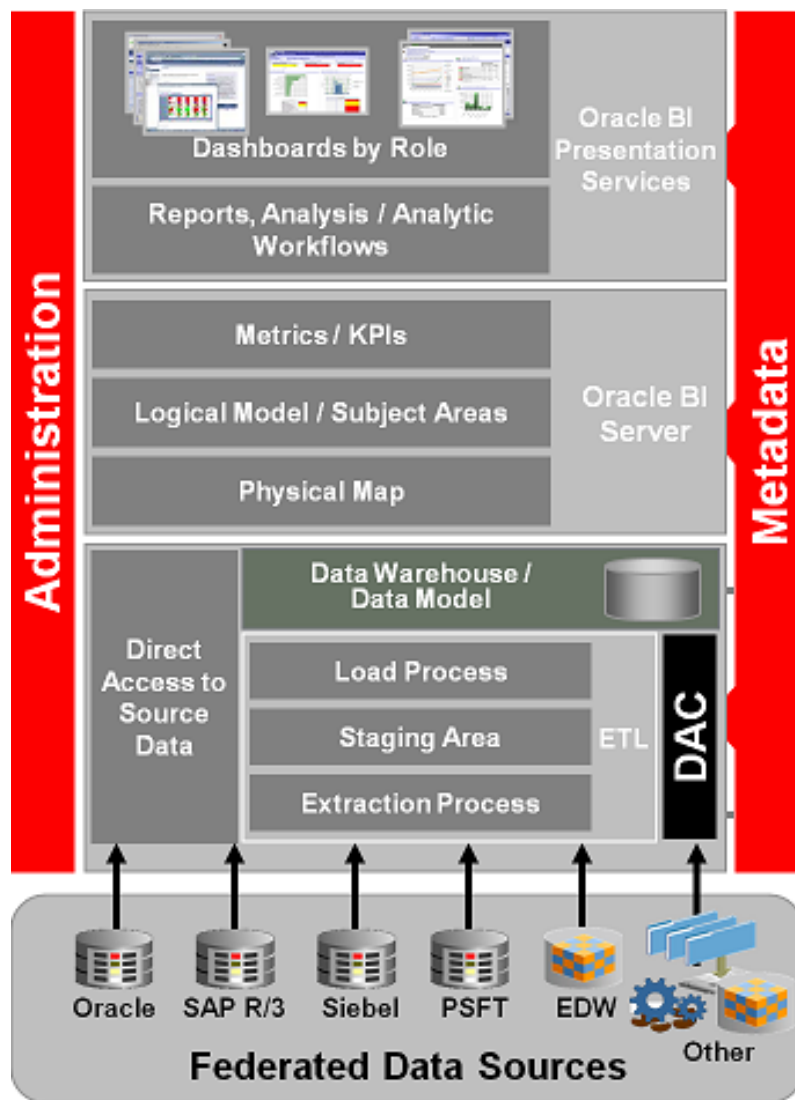 Administration
Metadata
Dashboards by Role
Oracle BI
Presentation
Services
Reports, Analysis / Analytic
Workflows
Metrics / KPIs
Logical Model / Subject Areas
Physical Map
Oracle BI
Server
Direct
Access to
Source
Data
Data Warehouse /
Data Model
Load Process
Staging Area
Extraction Process
ETL
DAC
Oracle
SAP R/3
Siebel
PSFT
EDW
Other
Federated Data Sources